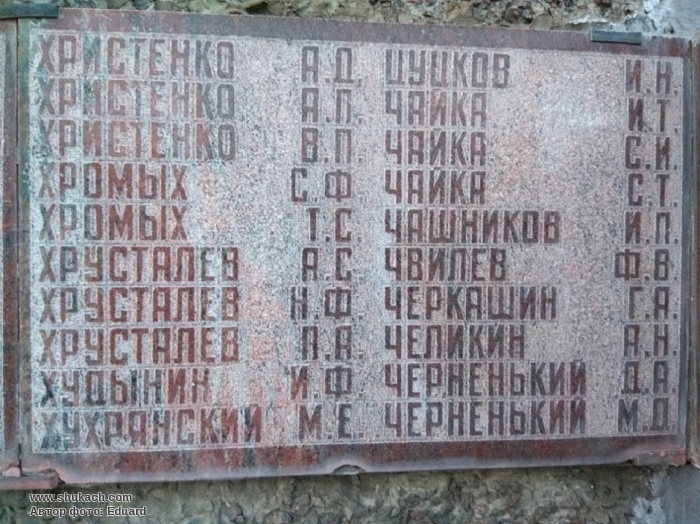 ХРИСТЕНКО А.Д.
ХРИСТЕНКО А.П.
ХРИСТЕНКО В.П.
ХРОМЫХ С.Ф.
ХРОМЫХ Т.С.
ХРУСТАЛЕВ А.С.
ХРУСТАЛЕВ Н.Ф.
ХРУСТАЛЕВ П.А.
ХУДЫНИН И.Ф.
ХУХРЯНСКИЙ М.Е.
ЦУЦКОВ И.Н.
ЧАЙКА И.Т.
ЧАЙКА С.И.
ЧАЙКА С.Т.
ЧАШНИКОВ И.П.
ЧВИЛЕВ Ф.В.
ЧЕРКАШИН Г.А.
ЧЕЛИКИН А.Н.
ЧЕРНЕНЬКИЙ Д.А
ЧЕРНЕНЬКИЙ М.Д.
www.shukach.com
Автор фото: Eduard